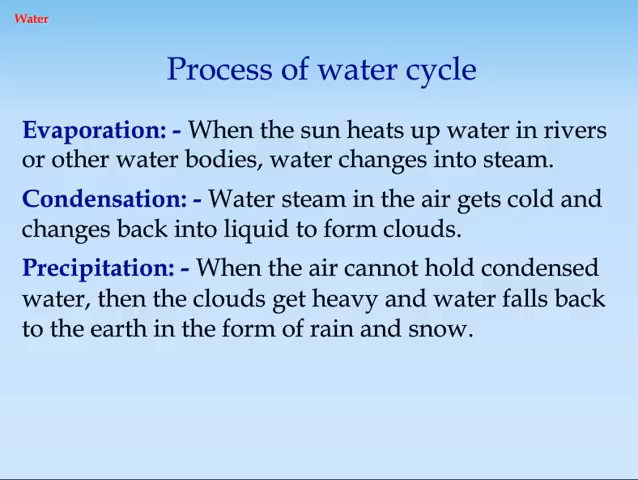 Water
Process of water cycle
Evaporation: - When the sun heats up water in rivers
or other water bodies, water changes into steam.
Condensation: - Water steam in the air gets cold and
changes back into liquid to form clouds.
Precipitation: - When the air cannot hold condensed
water, then the clouds get heavy and water falls back
to the earth in the form of rain and snow.